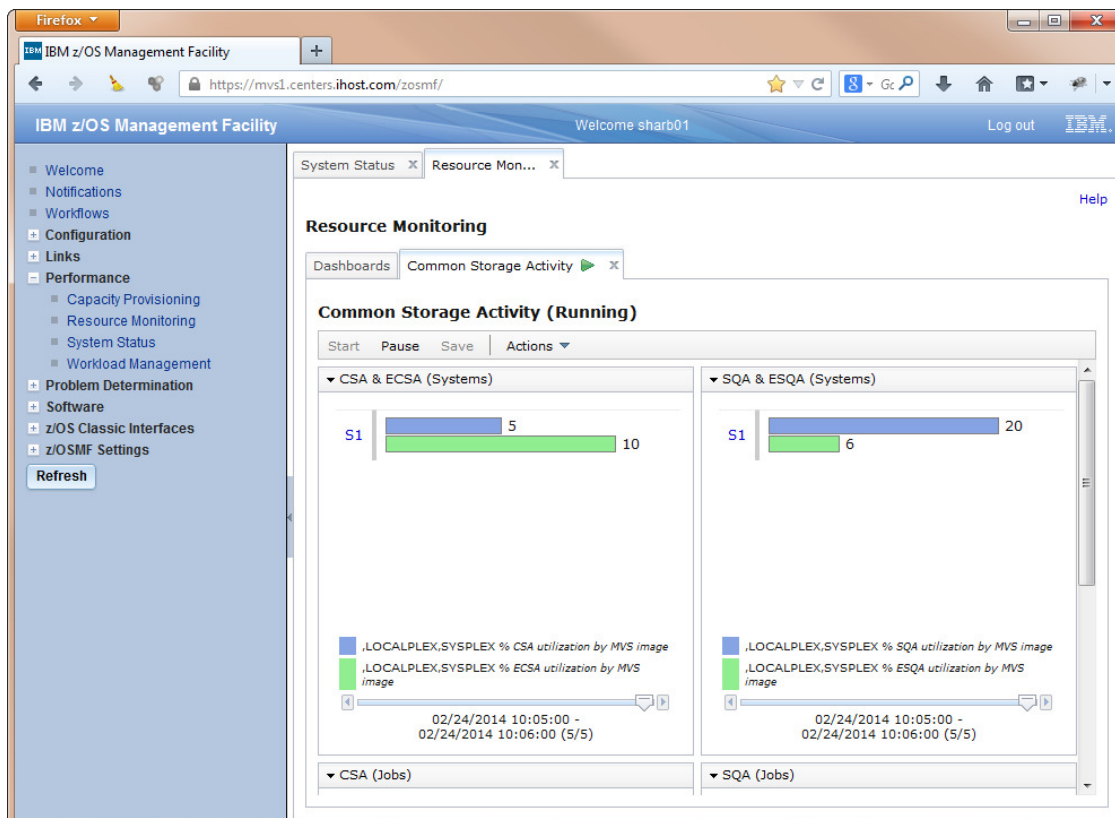 Firefox
IBM IBM z/OS Management Facility
https://mvs1.centers.ihost.com/zosmf/
8 Gc
IBM z/OS Management Facility Welcome sharb01 Log out IBM.
Welcome
Notifications
Workflows
Configuration
Links
Performance
Capacity Provisioning
Resource Monitoring
System Status
Workload Management
Problem Determination
Software
z/OS Classic Interfaces
z/OSMF Settings
Refresh
System Status x Resource Mon... x
Help
Resource Monitoring
Dashboards Common Storage Activity x
Common Storage Activity (Running)
Start Pause Save Actions
CSA & ECSA (Systems)
S1
5
10
,LOCALPLEX,SYSPLEX % CSA utilization by MVS image
,LOCALPLEX,SYSPLEX % ECSA utilization by MVS
image
02/24/2014 10:05:00 -
02/24/2014 10:06:00 (5/5)
SQA & ESQA (Systems)
S1
20
6
,LOCALPLEX,SYSPLEX % SQA utilization by MVS image
,LOCALPLEX,SYSPLEX % ESQA utilization by MVS
image
02/24/2014 10:05:00 -
02/24/2014 10:06:00 (5/5)
CSA (Jobs)
SQA (Jobs)